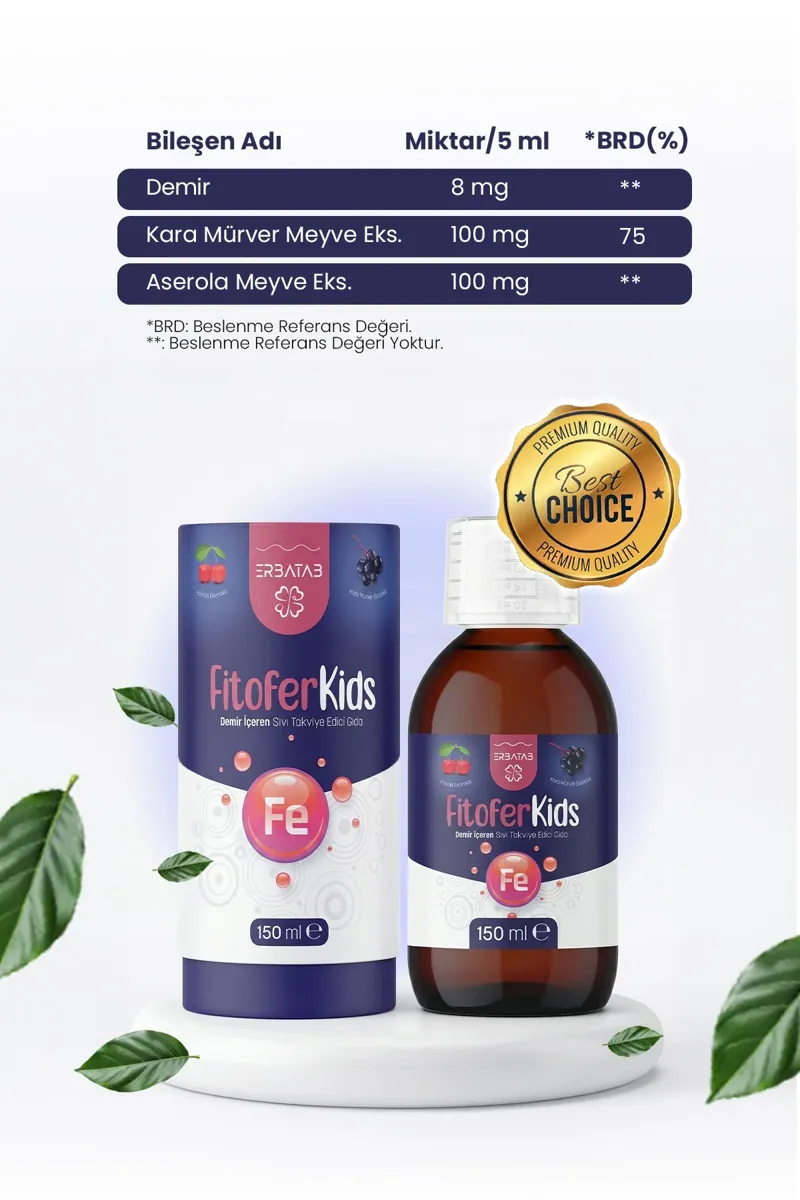 Bileşen Adı Miktar/5 ml *BRD(%)
Demir 8 mg **
Kara Mürver Meyve Eks. 100 mg 75
Aserola Meyve Eks. 100 mg **
*BRD: Beslenme Referans Değeri.
**: Beslenme Referans Değeri Yoktur.
PREMIUM QUALITY
Best
CHOICE
PREMIUM QUALITY
ERBATAB
FitoferKids
Demir İçeren Sıvı Takviye Edici Gıda
Fe
150 ml ℮
ERBATAB
FitoferKids
Demir İçeren Sıvı Takviye Edici Gıda
Fe
150 ml ℮